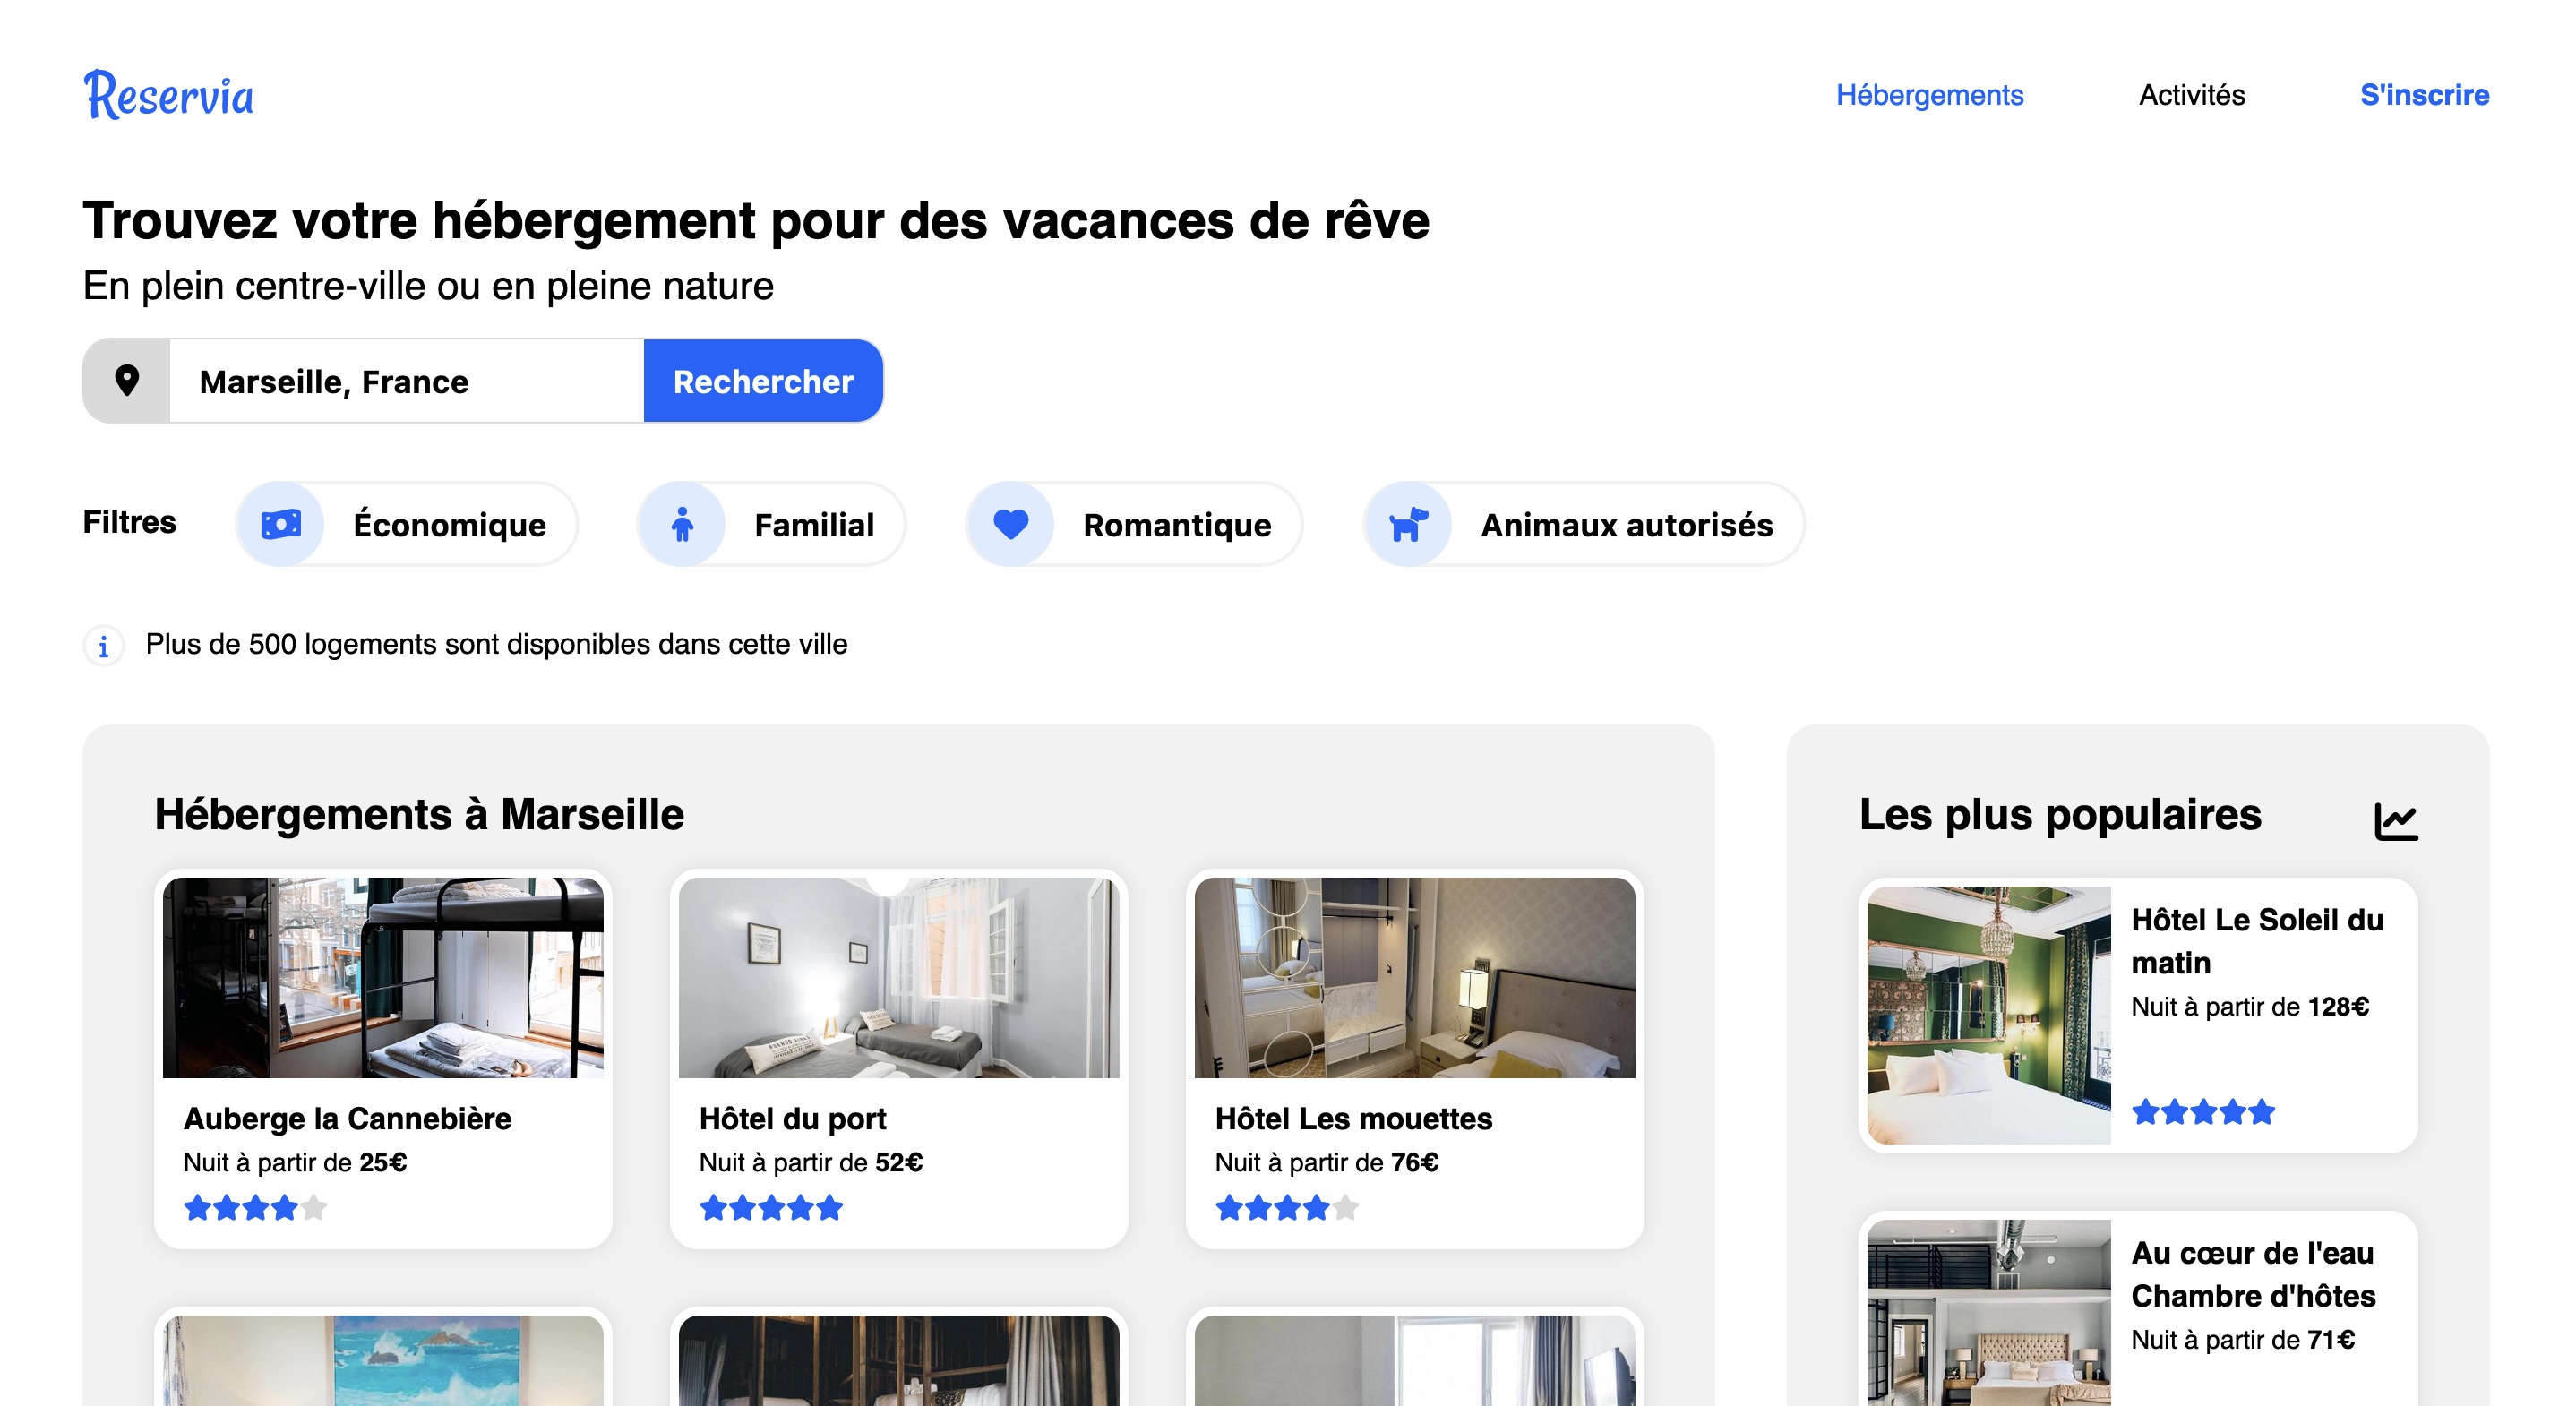 Reservia
Hébergements
Activités
S'inscrire
Trouvez votre hébergement pour des vacances de rêve
En plein centre-ville ou en pleine nature
Marseille, France
Rechercher
Filtres
Économique
Familial
Romantique
Animaux autorisés
Plus de 500 logements sont disponibles dans cette ville
Hébergements à Marseille
Auberge la Cannebière
Nuit à partir de 25€
Hôtel du port
Nuit à partir de 52€
Hôtel Les mouettes
Nuit à partir de 76€
Les plus populaires
Hôtel Le Soleil du
matin
Nuit à partir de 128€
Au cœur de l'eau
Chambre d'hôtes
Nuit à partir de 71€